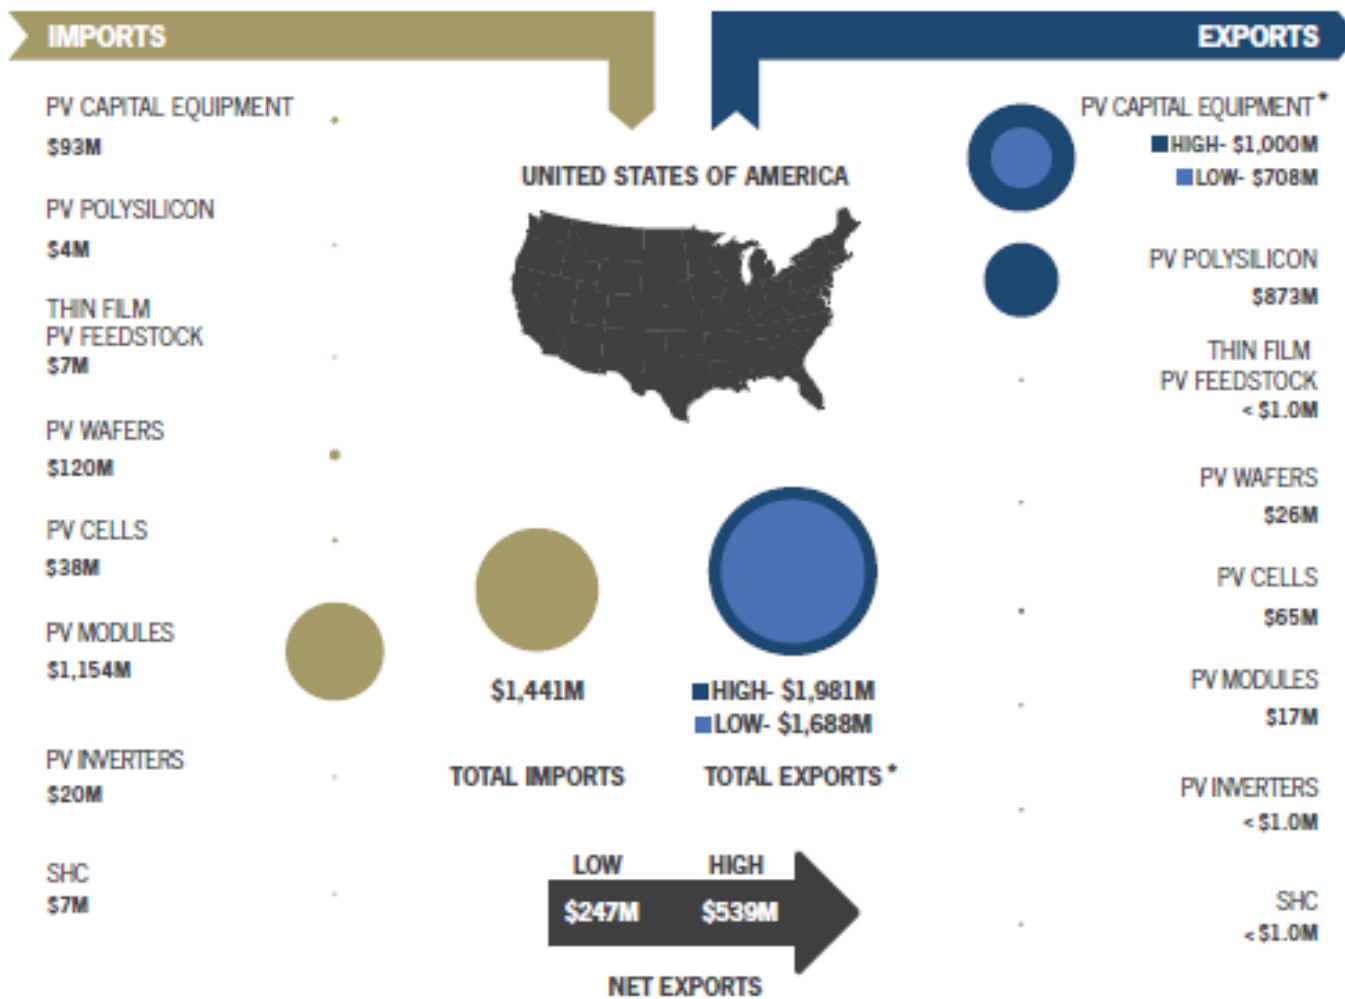 IMPORTS
PV CAPITAL EQUIPMENT
$93M
PV POLYSILICON
$4M
THIN FILM
PV FEEDSTOCK
$7M
PV WAFERS
$120M
PV CELLS
$38M
PV MODULES
$1,154M
PV INVERTERS
$20M
SHC
$7M
UNITED STATES OF AMERICA
$1,441M
TOTAL IMPORTS
HIGH- $1,981M
LOW- $1,688M
TOTAL EXPORTS*
LOW HIGH
$247M $539M
NET EXPORTS
EXPORTS
PV CAPITAL EQUIPMENT*
HIGH- $1,000M
LOW- $708M
PV POLYSILICON
$873M
THIN FILM
PV FEEDSTOCK
< $1.0M
PV WAFERS
$26M
PV CELLS
$65M
PV MODULES
$17M
PV INVERTERS
< $1.0M
SHC
< $1.0M